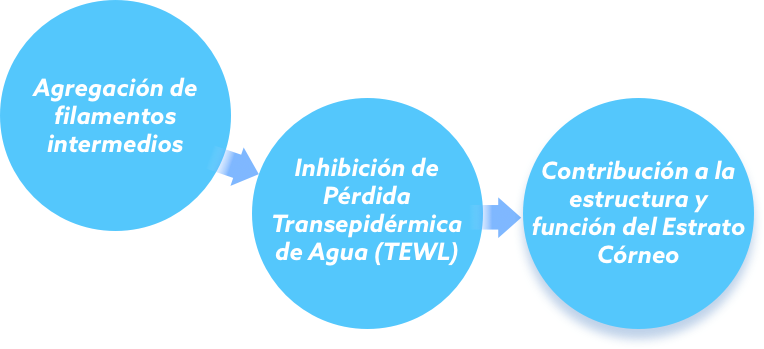 Agregación de
filamentos
intermedios
Inhibición de
Pérdida
Transepidérmica
de Agua (TEWL)
Contribución a la
estructura y
función del Estrato
Córneo